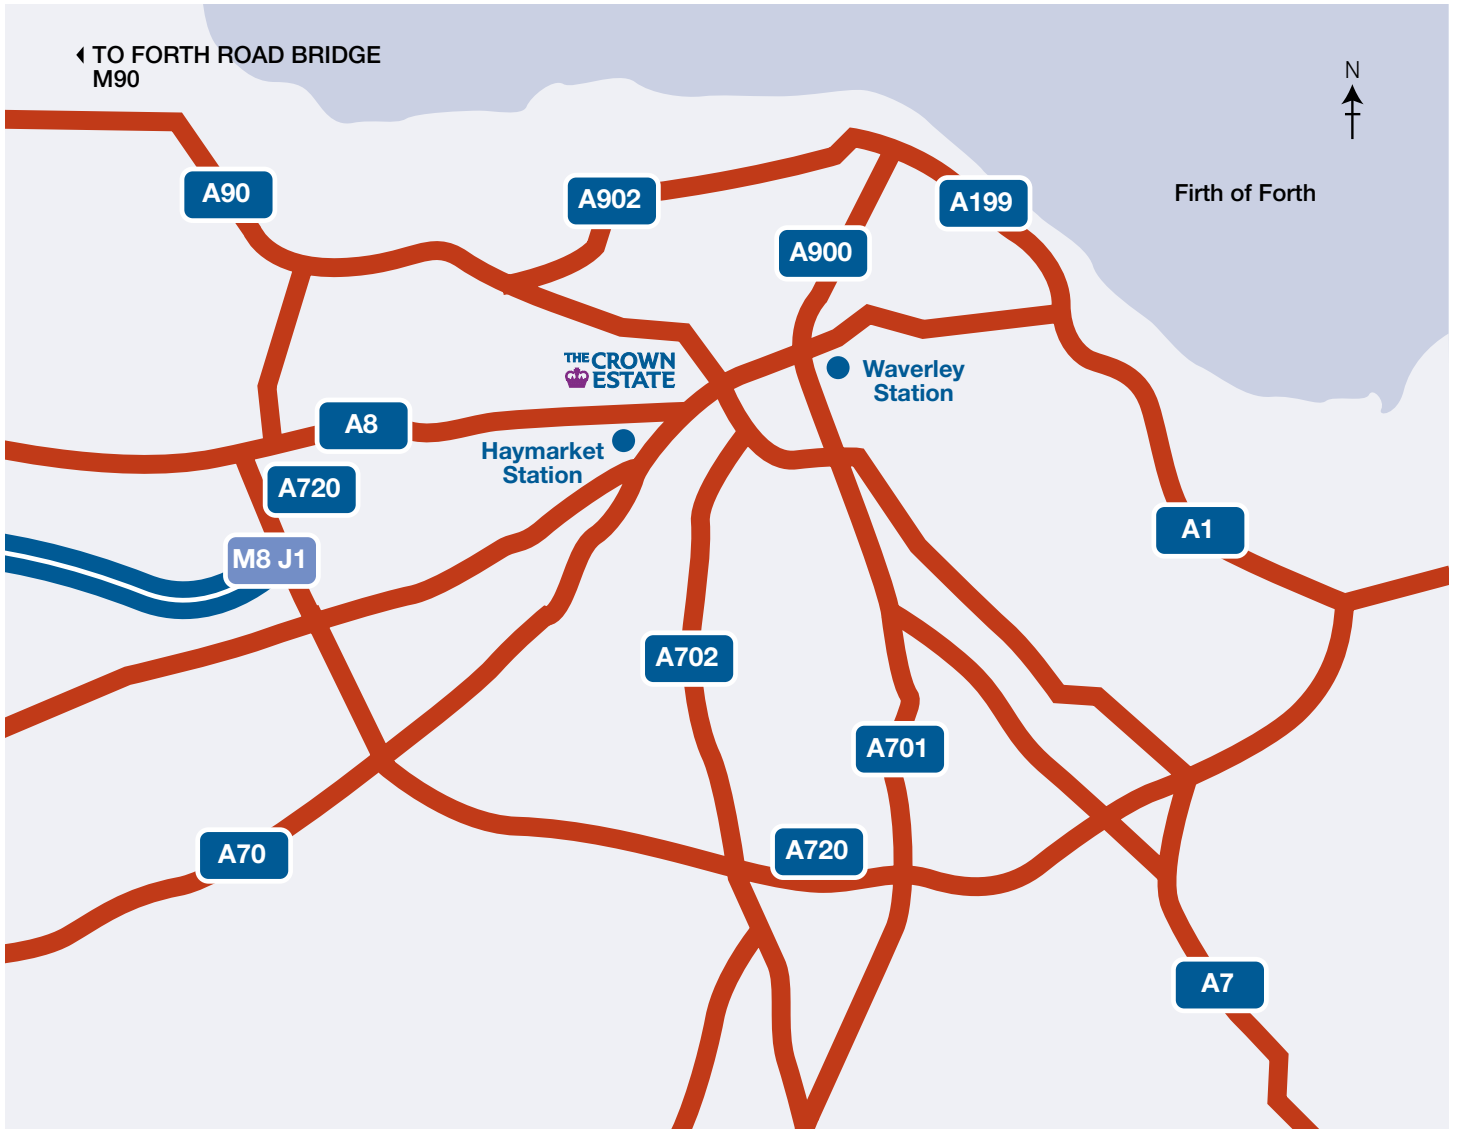 TO FORTH ROAD BRIDGE
M90
N
A90
A902
A199
Firth of Forth
A900
THE CROWN
ESTATE
Waverley
Station
A8
Haymarket
Station
A720
A1
M8 J1
A702
A701
A720
A70
A7